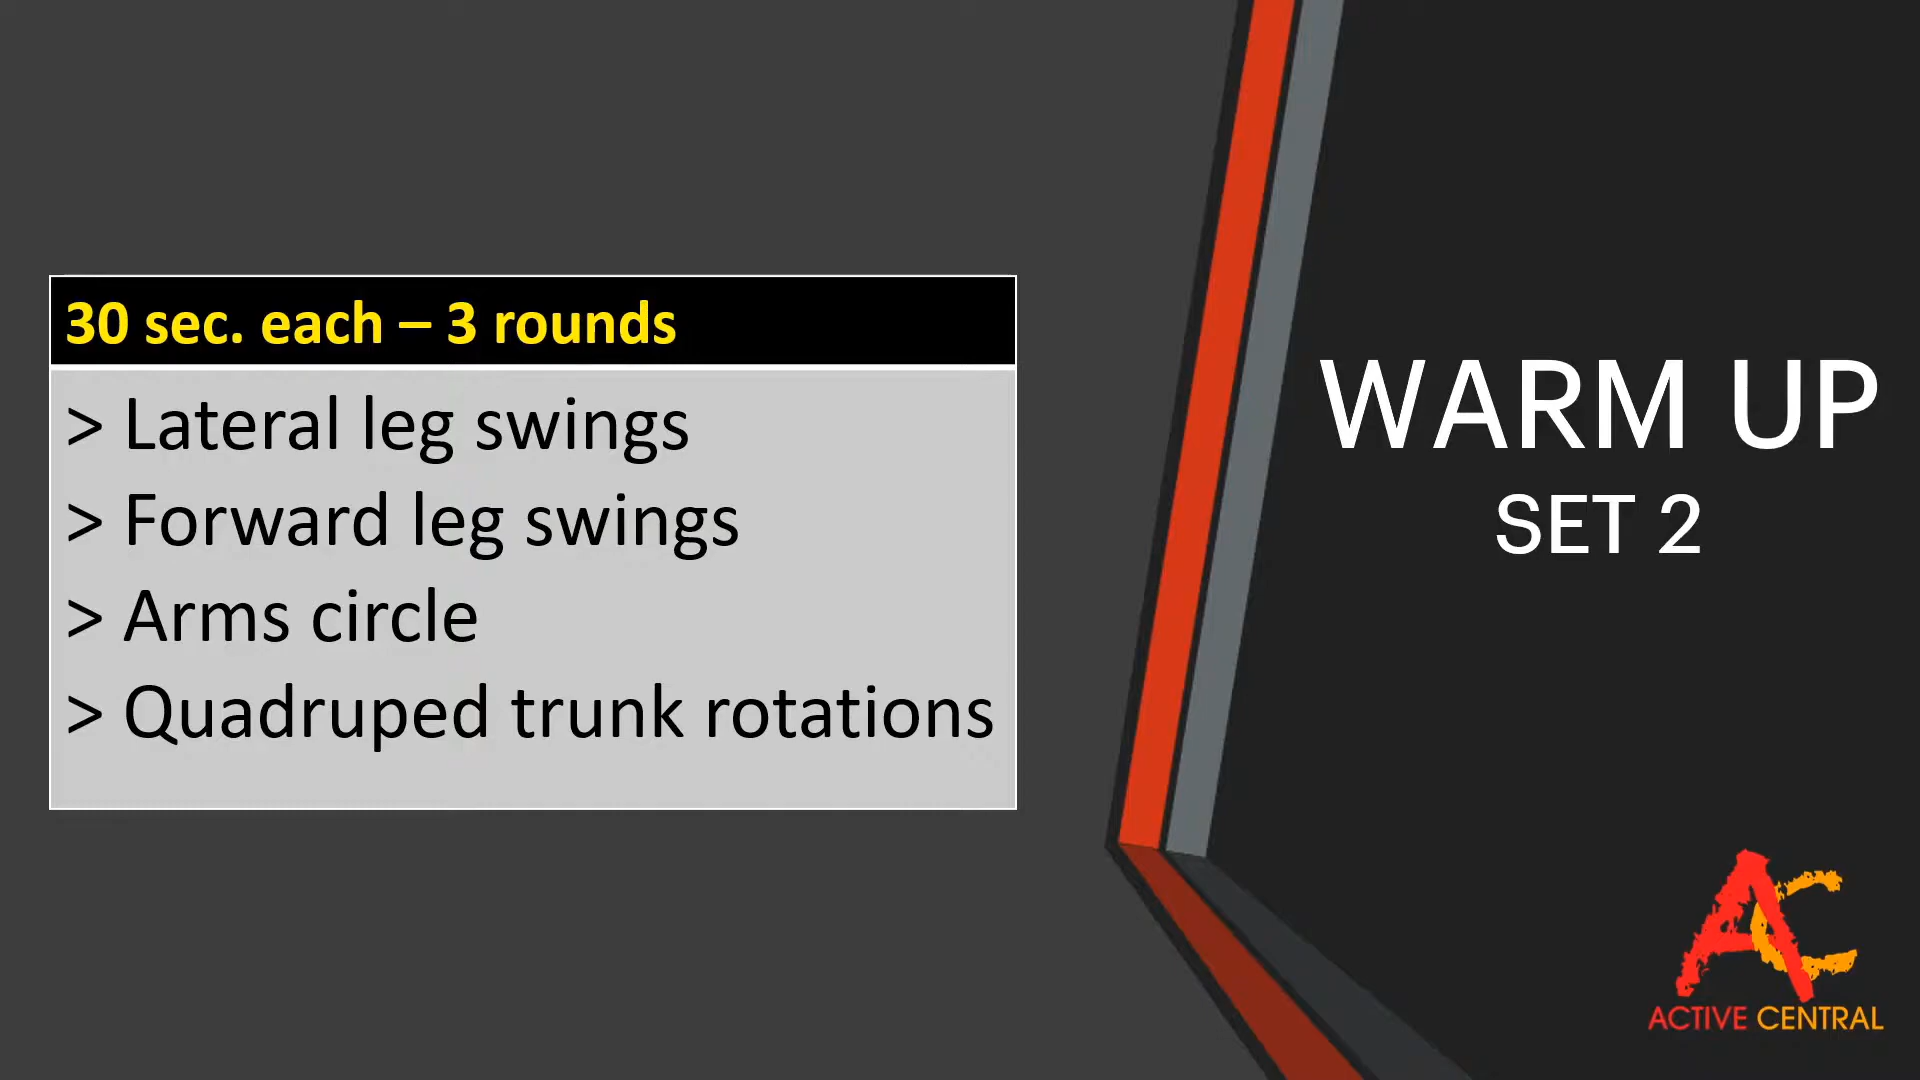 30 sec. each – 3 rounds
> Lateral leg swings
> Forward leg swings
> Arms circle
> Quadruped trunk rotations
WARM UP
SET 2
AC
ACTIVE CENTRAL